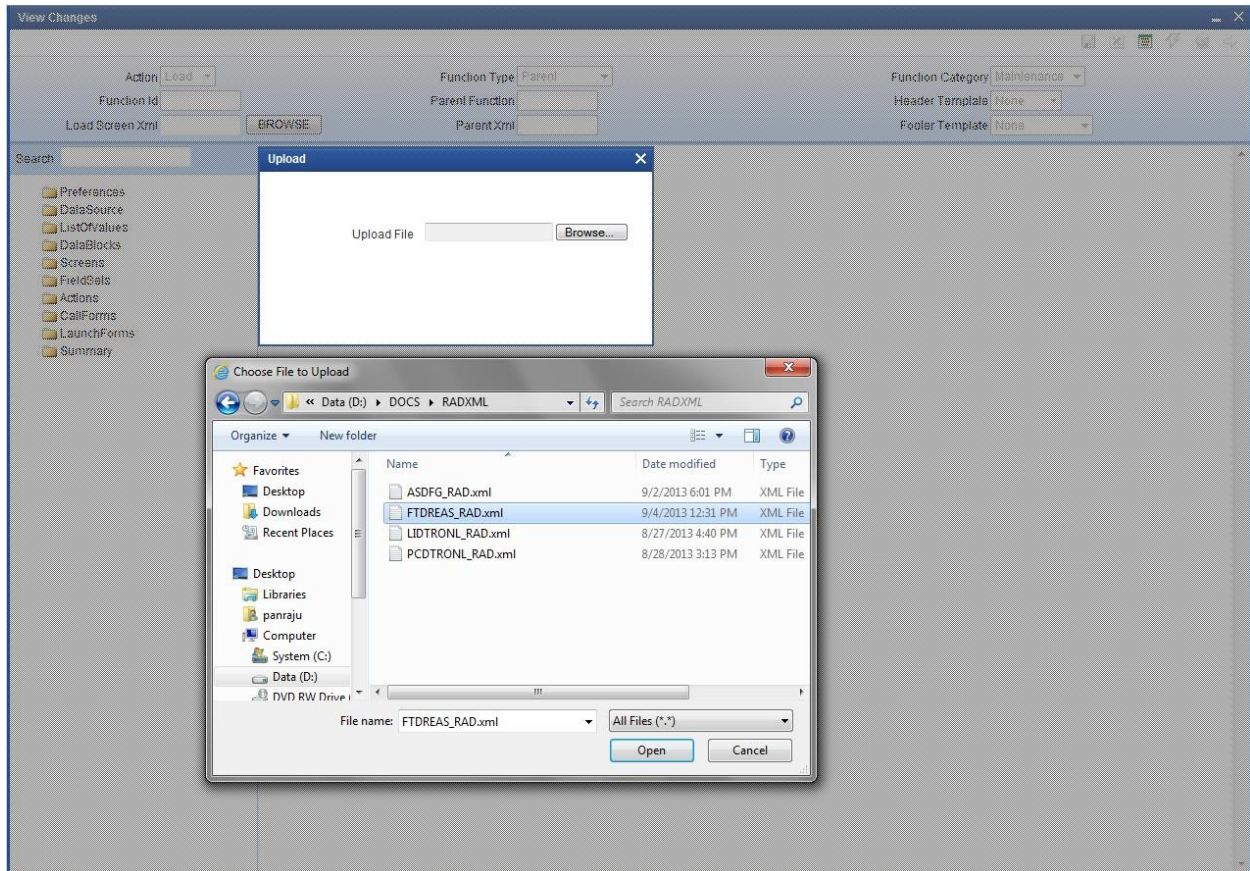 View Changes
Action Load Function Type Parent Function Category Maintenance
Function Id Parent Function Header Template None
Load Screen Xml BROWSE Parent Xml Footer Template None
Search
Preferences
DataSource
ListOfValues
DataBlocks
Screens
FieldSets
Actions
CallForms
LaunchForms
Summary
Upload
Upload File Browse...
Choose File to Upload
« Data (D:) DOCS RADXML Search RADXML
Organize New folder
Favorites
Desktop
Downloads
Recent Places
Desktop
Libraries
panraju
Computer
System (C:)
Data (D:)
DVD RW Drive
Name Date modified Type
ASDFG_RAD.xml 9/2/2013 6:01 PM XML File
FTDREAS_RAD.xml 9/4/2013 12:31 PM XML File
LIDTRONL_RAD.xml 8/27/2013 4:40 PM XML File
PCDTRONL_RAD.xml 8/28/2013 3:13 PM XML File
File name: FTDREAS_RAD.xml All Files (*.*)
Open Cancel